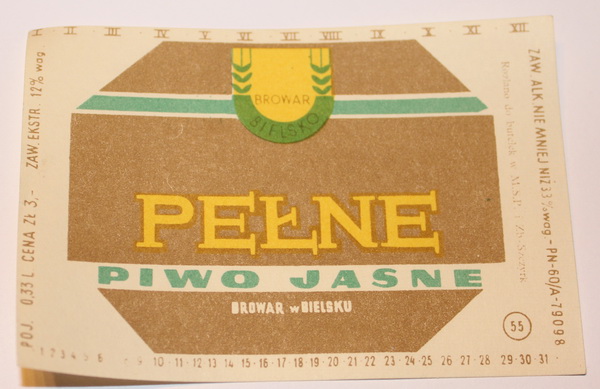 II III IV V VI VII VIII IX X XI XII
BROWAR
BIELSKO
PEŁNE
PIWO JASNE
BROWAR w BIELSKU
55
1 2 3 4 5 6 9 · 10 · 11 · 12 · 13 · 14 · 15 · 16 · 17 · 18 · 19 · 20 · 21 · 22 · 23 · 24 · 25 · 26 · 27 · 28 · 29 · 30 · 31 ·
POJ. 0,33 L CENA ZŁ 3,- ZAW. EKSTR. 12% wag.
ZAW. ALK. NIE MNIEJ NIŻ 3,3% wag - PN-60/A-79098